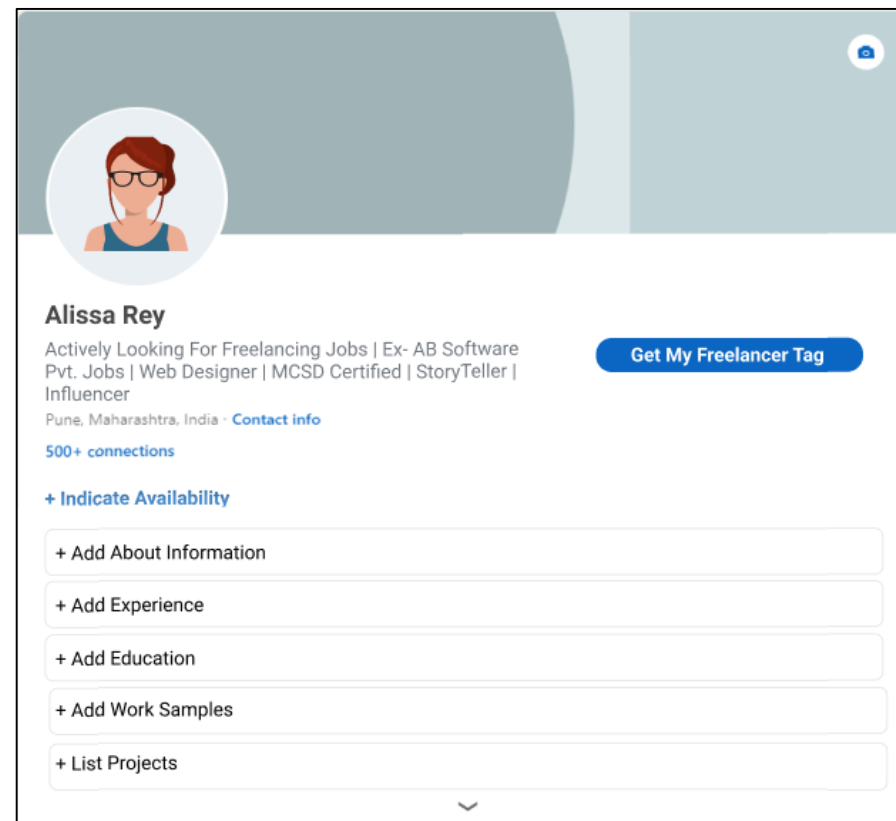 Alissa Rey
Actively Looking For Freelancing Jobs | Ex- AB Software
Pvt. Jobs | Web Designer | MCSD Certified | StoryTeller |
Influencer
Pune, Maharashtra, India · Contact info
500+ connections
Get My Freelancer Tag
+ Indicate Availability
+ Add About Information
+ Add Experience
+ Add Education
+ Add Work Samples
+ List Projects